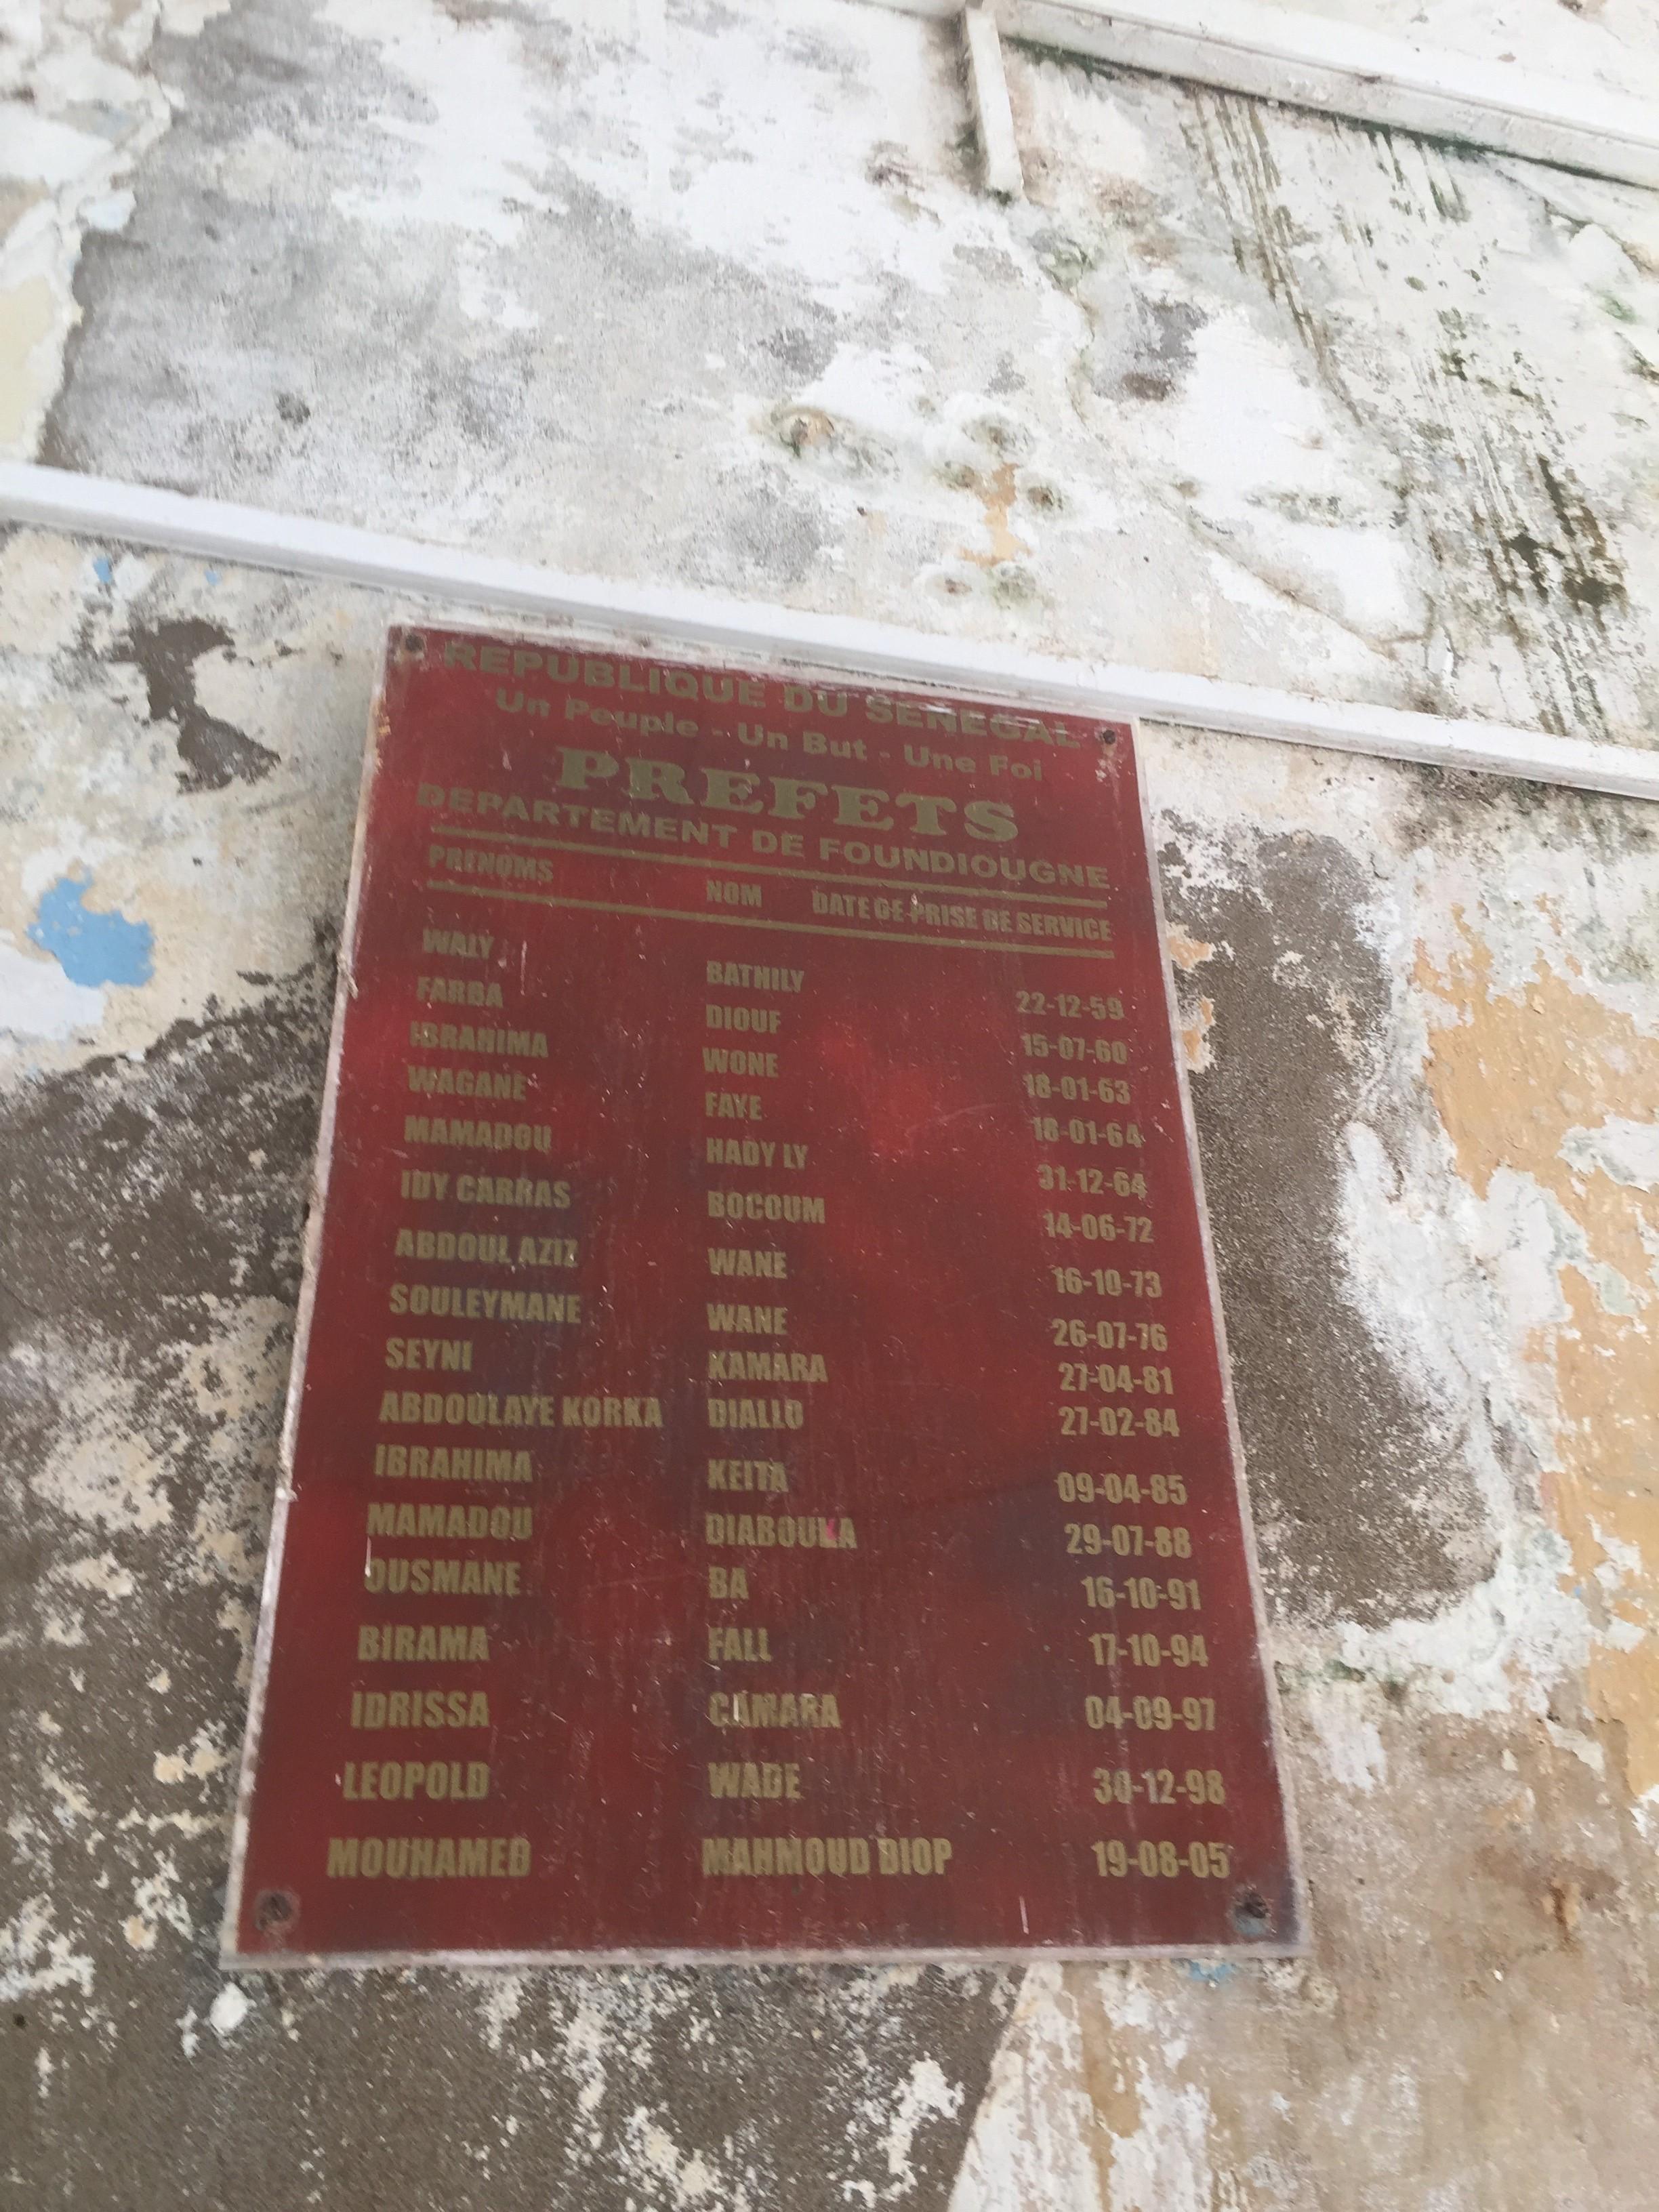 REPUBLIQUE DU SENEGAL
Un Peuple - Un But - Une Foi
PREFETS
DEPARTEMENT DE FOUNDIOUGNE
PRENOMS NOM DATE DE PRISE DE SERVICE
WALY BATHILY 22-12-59
FARBA DIOUF 15-07-60
IBRAHIMA WONE 18-01-63
WAGANE FAYE 18-01-64
MAMADOU HADY LY 31-12-64
IDY CARRAS BOCOUM 14-06-72
ABDOUL AZIZ WANE 16-10-73
SOULEYMANE WANE 26-07-76
SEYNI KAMARA 27-04-81
ABDOULAYE KORKA DIALLO 27-02-84
IBRAHIMA KEITA 09-04-85
MAMADOU DIABOUKA 29-07-88
OUSMANE BA 16-10-91
BIRAMA FALL 17-10-94
IDRISSA CAMARA 04-09-97
LEOPOLD WADE 30-12-98
MOUHAMED MAHMOUD DIOP 19-08-05